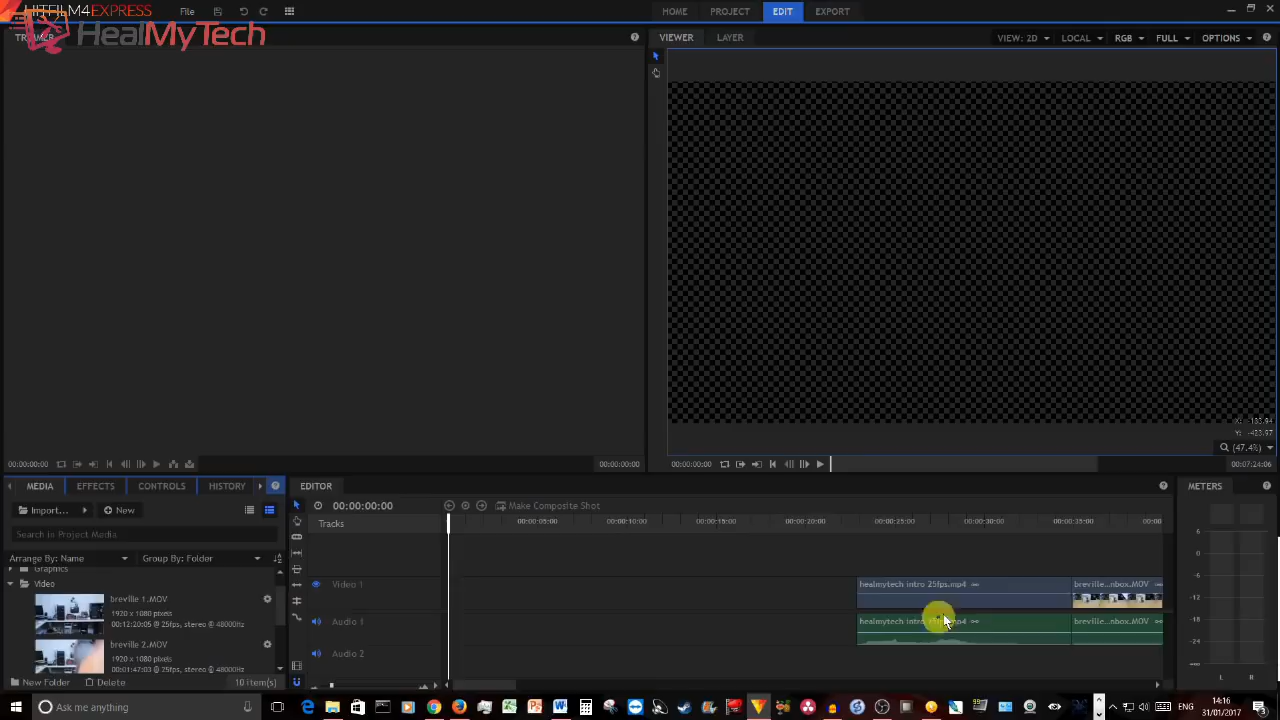 HITFILM4EXPRESS
File
HOME
PROJECT
EDIT
EXPORT
HealMyTech
TRIMMER
VIEWER
LAYER
VIEW: 2D
LOCAL
RGB
FULL
OPTIONS
X: -133.94
Y: -423.97
(47.4%)
00:00:00:00
00:00:00:00
00:00:00:00
00:07:24:06
MEDIA
EFFECTS
CONTROLS
HISTORY
EDITOR
METERS
Import...
New
00:00:00:00
Make Composite Shot
Search in Project Media
Tracks
00:00:05:00
00:00:10:00
00:00:15:00
00:00:20:00
00:00:25:00
00:00:30:00
00:00:35:00
00:00
Arrange By: Name
Group By: Folder
Graphics
Video
Video 1
healmytech intro 25fps.mp4
breville...nbox.MOV
breville 1.MOV
1920 x 1080 pixels
00:12:20:05 @ 25fps, stereo @ 48000Hz
Audio 1
healmytech intro 25fps.mp4
breville...nbox.MOV
breville 2.MOV
1920 x 1080 pixels
00:01:47:03 @ 25fps, stereo @ 48000Hz
Audio 2
6
0
-6
-12
-18
-24
-∞
L
R
New Folder
Delete
10 item(s)
Ask me anything
14:16
31/01/2017